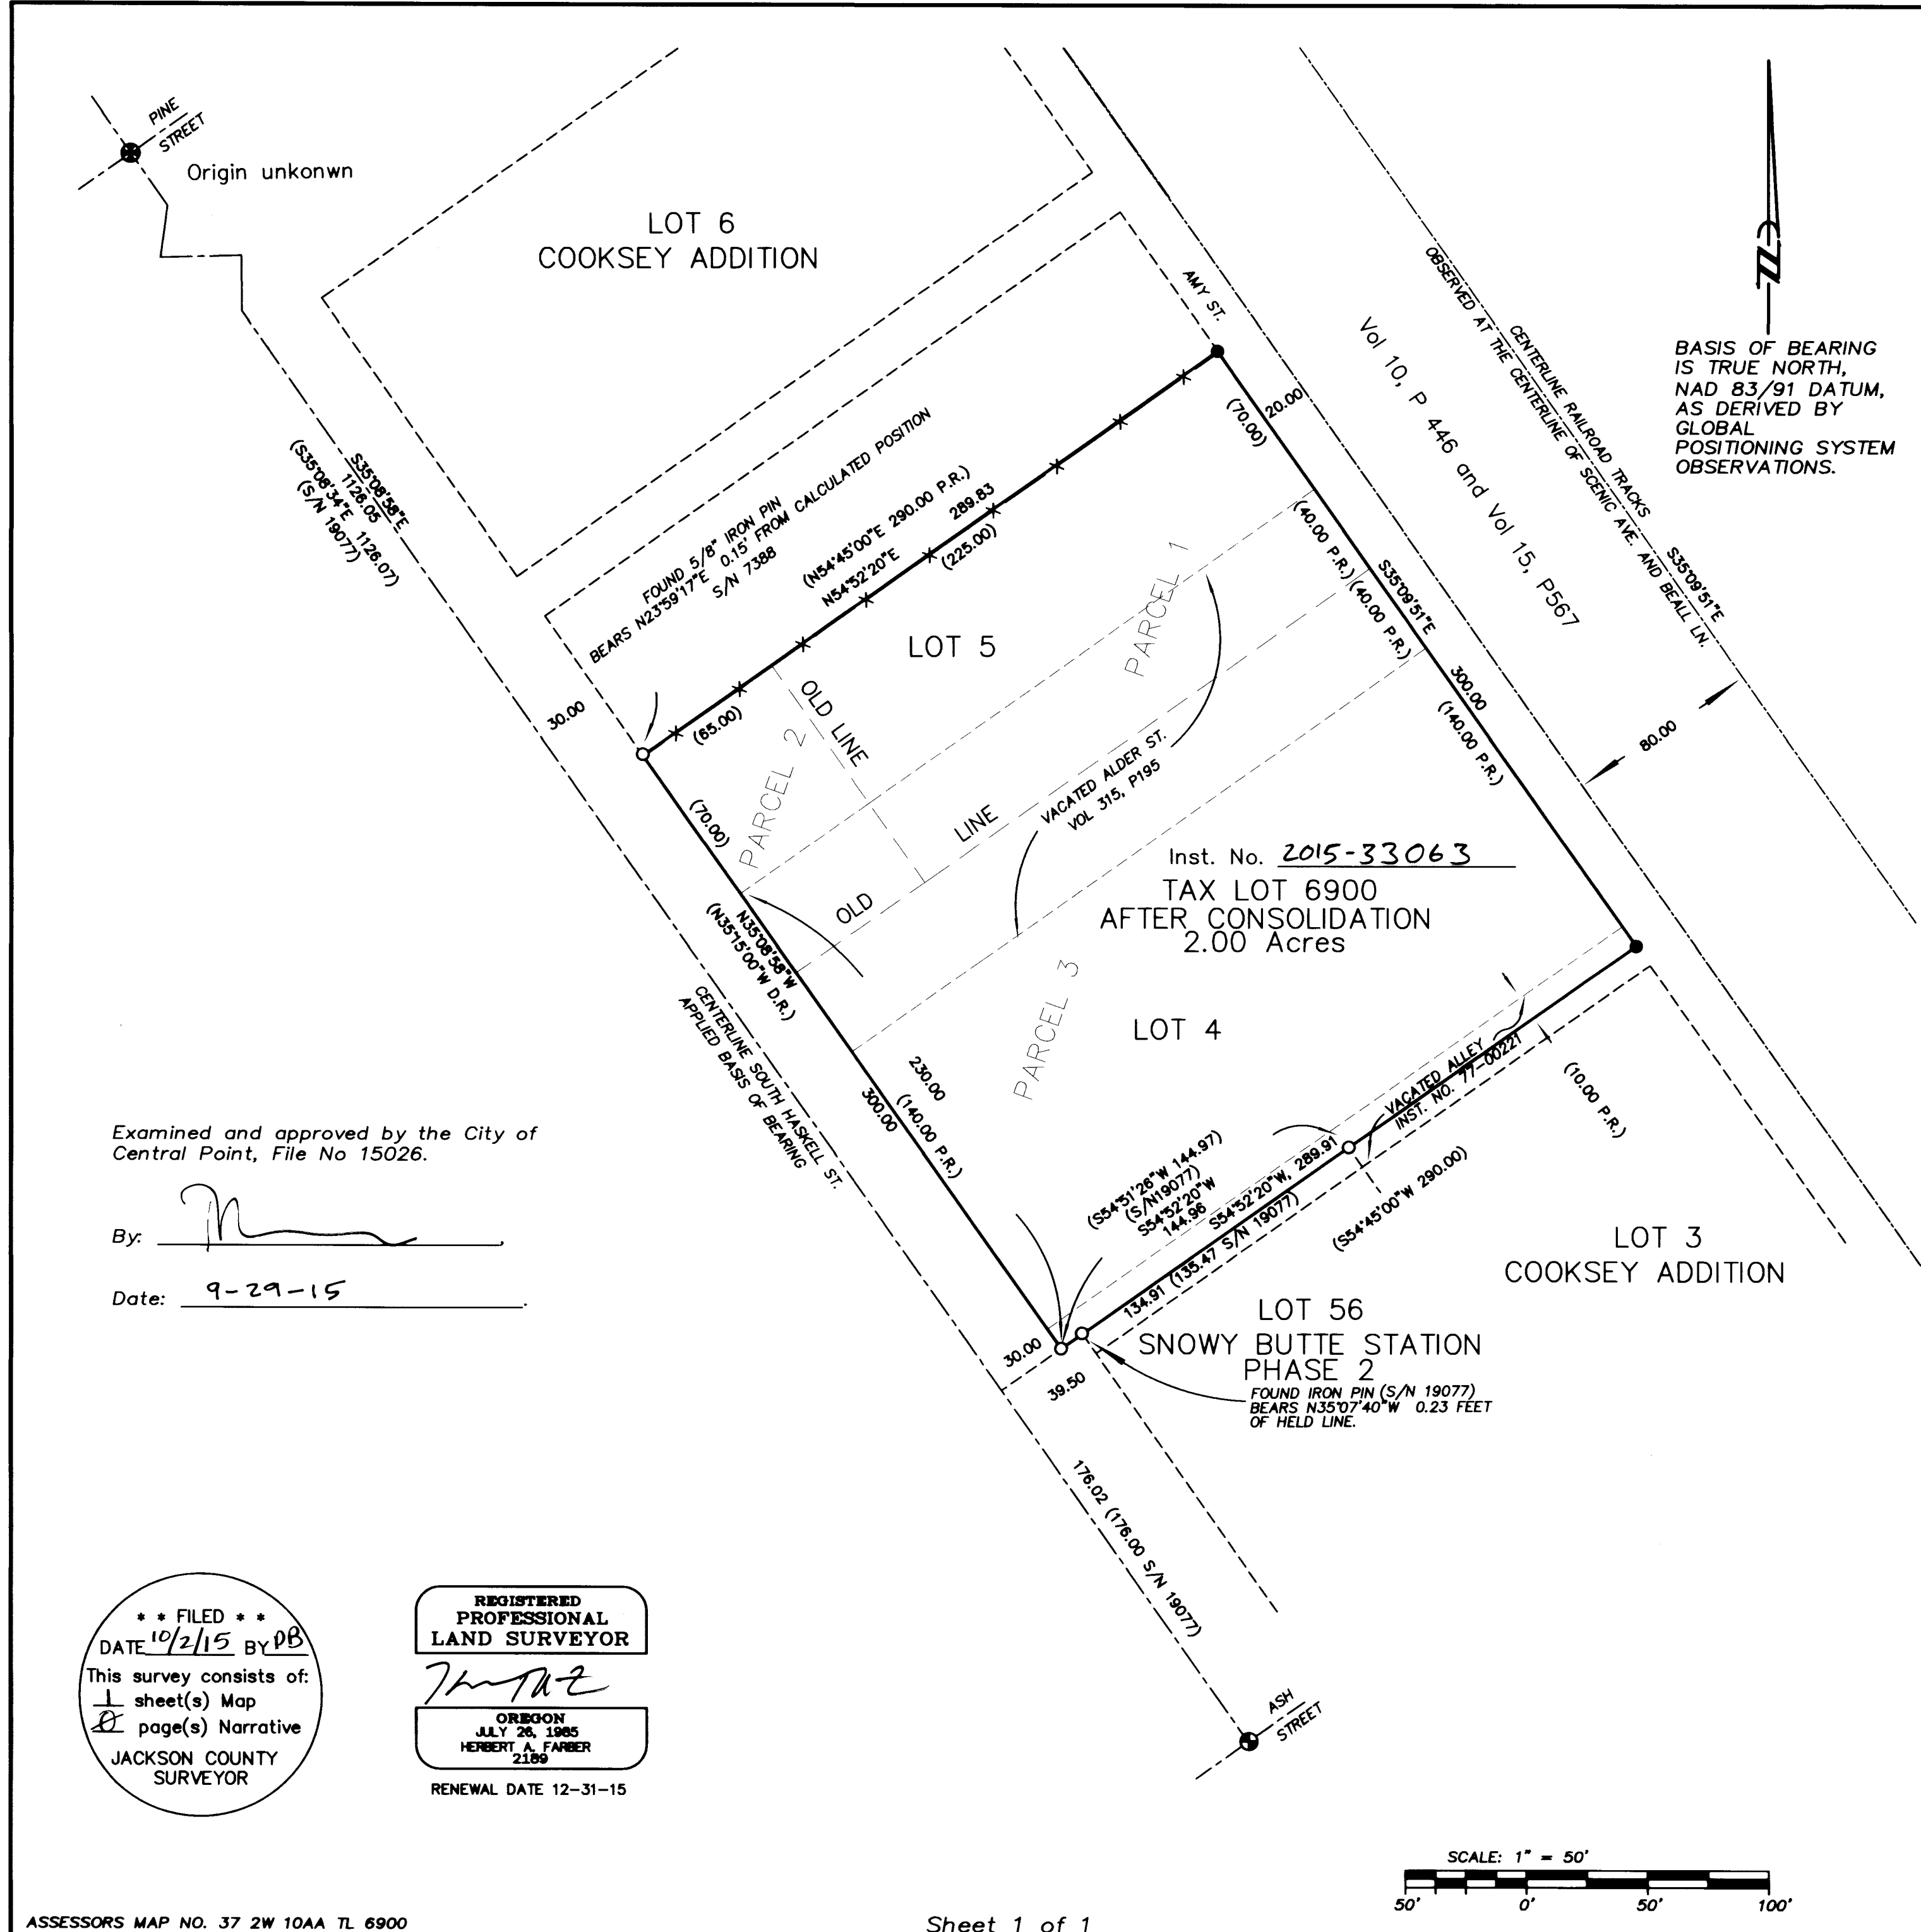 PINE
STREET
Origin unkonwn
LOT 6
COOKSEY ADDITION
AMY ST.
Vol 10, P 446 and Vol 15, P567
CENTERLINE RAILROAD TRACKS
OBSERVED AT THE CENTERLINE OF SCENIC AVE. AND BEALL LN.
S35°09'51"E
BASIS OF BEARING
IS TRUE NORTH,
NAD 83/91 DATUM,
AS DERIVED BY
GLOBAL
POSITIONING SYSTEM
OBSERVATIONS.
S35°08'58"E
1126.05
(S35°08'34"E 1126.07)
(S/N 19077)
FOUND 5/8" IRON PIN
BEARS N23°59'17"E 0.15' FROM CALCULATED POSITION
S/N 7388
(N54°45'00"E 290.00 P.R.)
N54°52'20"E 289.83
(225.00)
(65.00)
20.00
(70.00)
(40.00 P.R.)
(40.00 P.R.)
S35°09'51"E
300.00
(140.00 P.R.)
80.00
30.00
(70.00)
LOT 5
PARCEL 1
PARCEL 2
OLD LINE
OLD LINE
VACATED ALDER ST.
VOL 315, P195
Inst. No. 2015-33063
TAX LOT 6900
AFTER CONSOLIDATION
2.00 Acres
N35°08'58"W
(N35°15'00"W D.R.)
CENTERLINE SOUTH HASKELL ST.
APPLIED BASIS OF BEARING
PARCEL 3
LOT 4
230.00
(140.00 P.R.)
300.00
VACATED ALLEY
INST. NO. 77-00221
(10.00 P.R.)
(S54°51'26"W 144.97)
(S/N19077)
S54°52'20"W
144.96
S54°52'20"W, 289.91
134.91 (135.47 S/N 19077)
(S54°45'00"W 290.00)
LOT 3
COOKSEY ADDITION
LOT 56
SNOWY BUTTE STATION
PHASE 2
FOUND IRON PIN (S/N 19077)
BEARS N35°07'40"W 0.23 FEET
OF HELD LINE.
30.00
39.50
176.02 (176.00 S/N 19077)
ASH
STREET
Examined and approved by the City of
Central Point, File No 15026.
By:
Date: 9-29-15
* * FILED * *
DATE 10/2/15 BY DB
This survey consists of:
1 sheet(s) Map
0 page(s) Narrative
JACKSON COUNTY
SURVEYOR
REGISTERED
PROFESSIONAL
LAND SURVEYOR
OREGON
JULY 26, 1985
HERBERT A. FARBER
2189
RENEWAL DATE 12-31-15
SCALE: 1" = 50'
50' 0' 50' 100'
ASSESSORS MAP NO. 37 2W 10AA TL 6900
Sheet 1 of 1